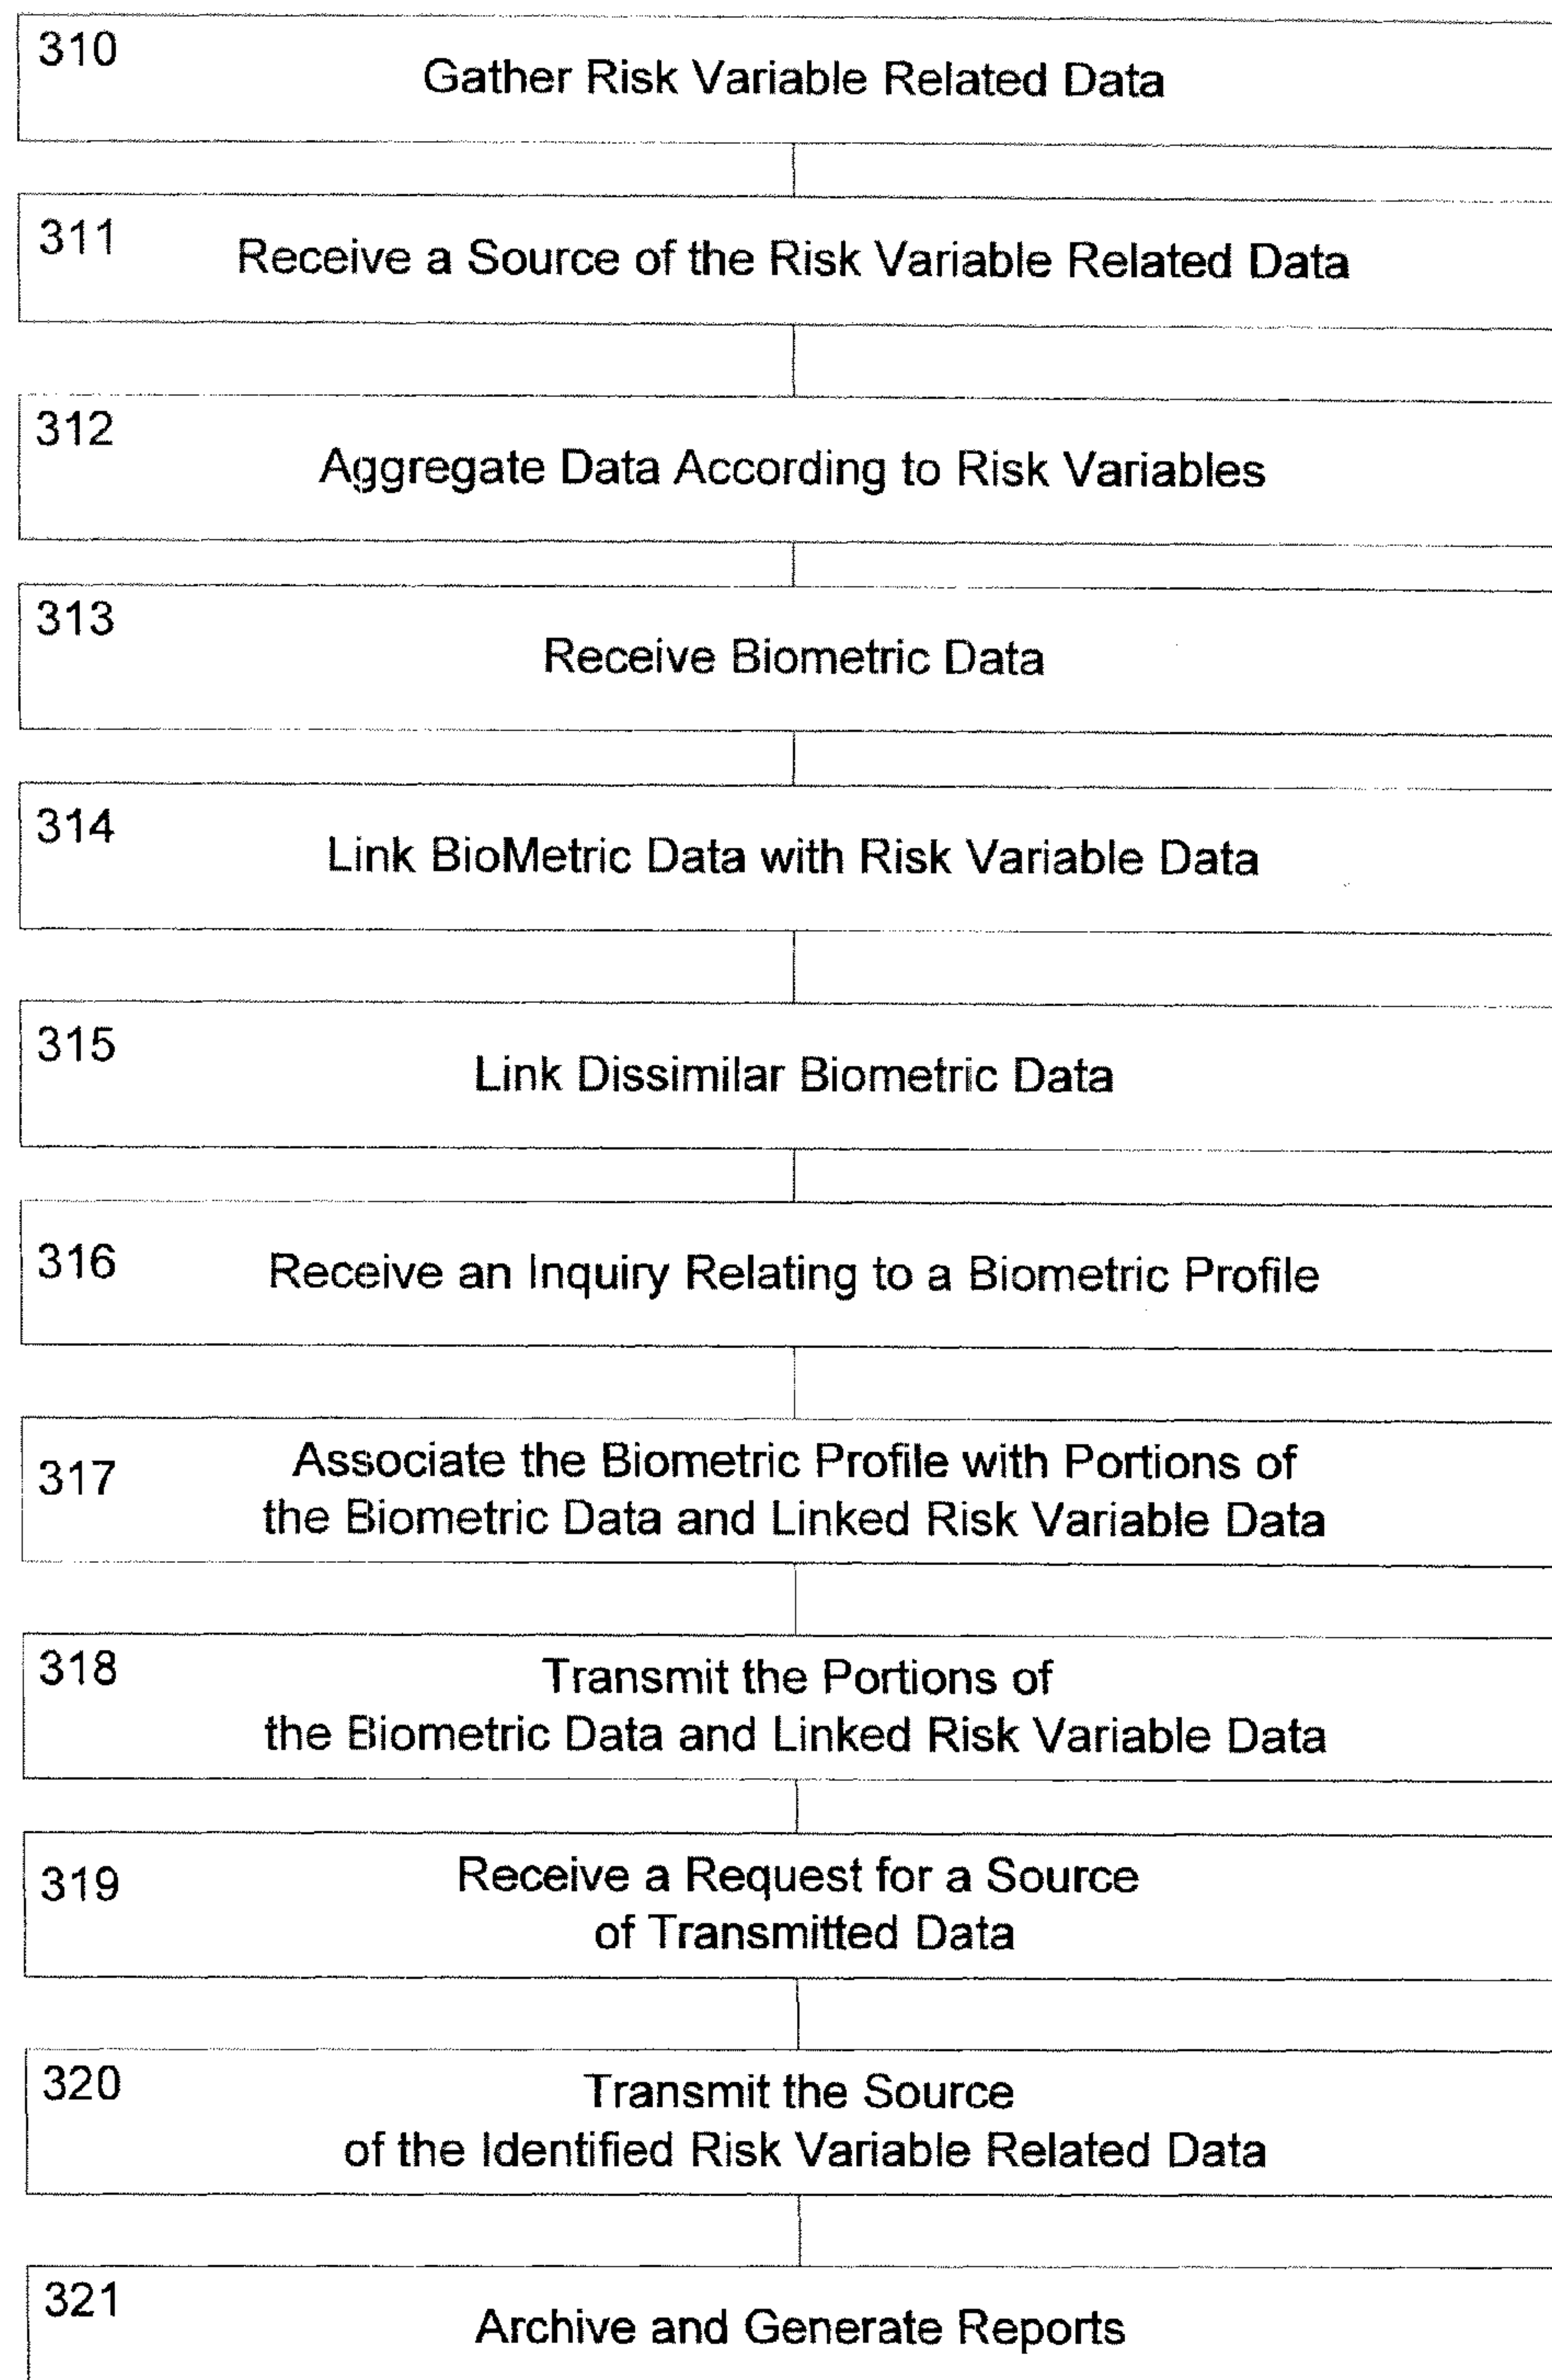 310
Gather Risk Variable Related Data
311
Receive a Source of the Risk Variable Related Data
312
Aggregate Data According to Risk Variables
313
Receive Biometric Data
314
Link BioMetric Data with Risk Variable Data
315
Link Dissimilar Biometric Data
316
Receive an Inquiry Relating to a Biometric Profile
317
Associate the Biometric Profile with Portions of
the Biometric Data and Linked Risk Variable Data
318
Transmit the Portions of
the Biometric Data and Linked Risk Variable Data
319
Receive a Request for a Source
of Transmitted Data
320
Transmit the Source
of the Identified Risk Variable Related Data
321
Archive and Generate Reports